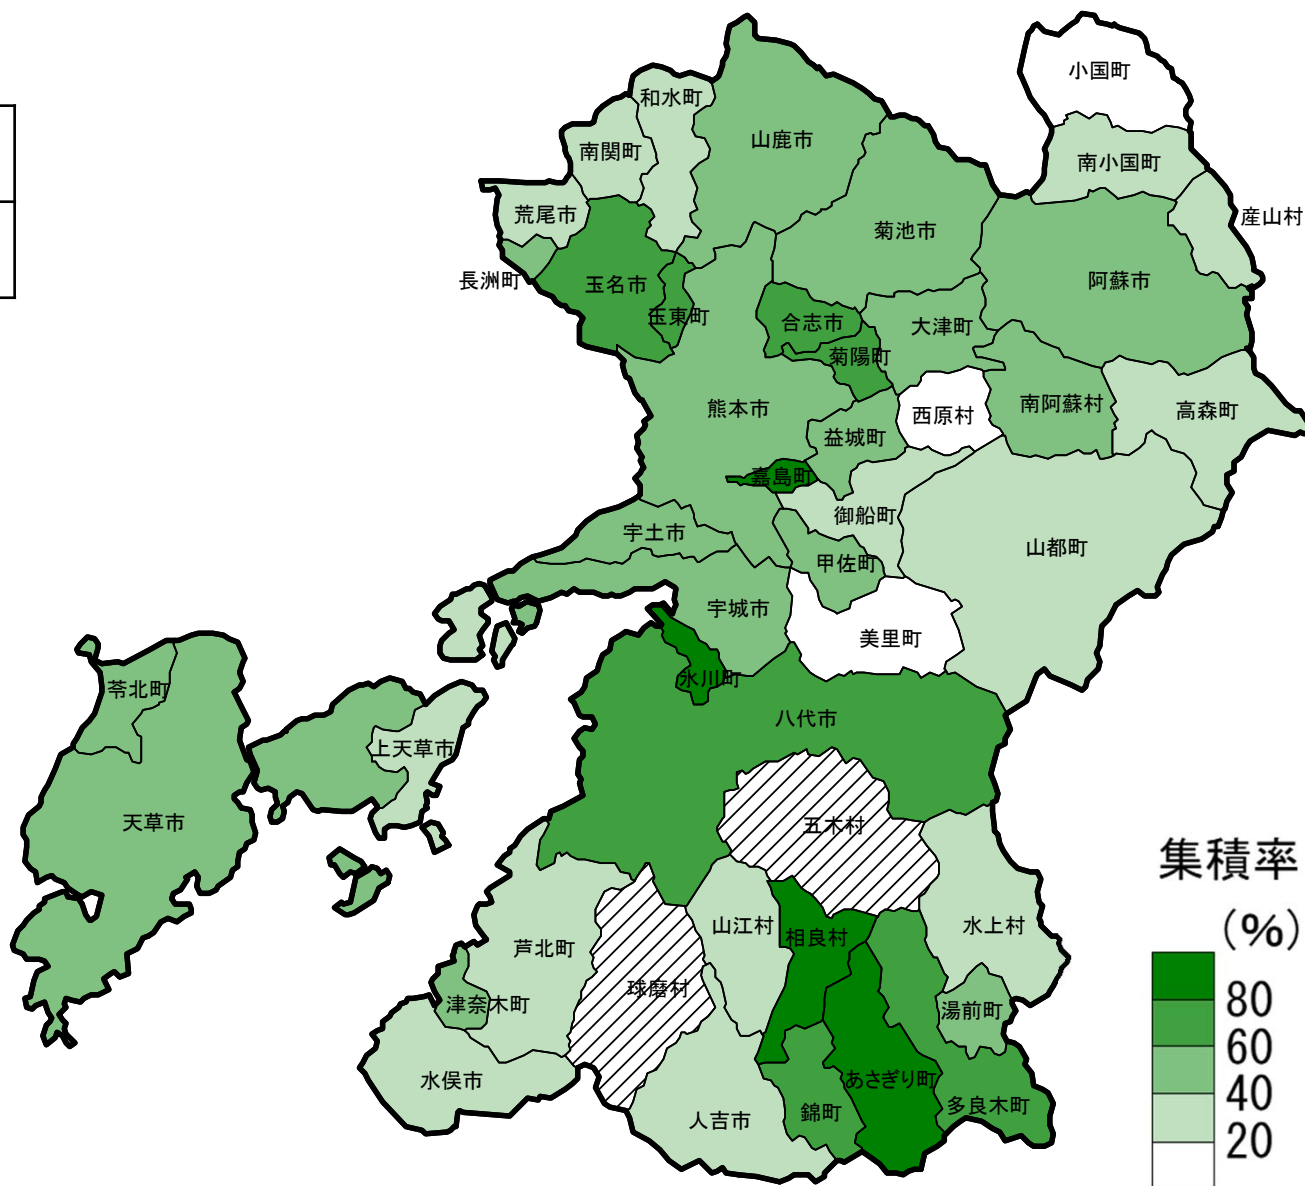 小国町
和水町
山鹿市
南関町
南小国町
荒尾市
産山村
菊池市
長洲町
玉名市
阿蘇市
玉東町
合志市
大津町
菊陽町
熊本市
西原村
南阿蘇村
高森町
益城町
嘉島町
御船町
宇土市
山都町
甲佐町
宇城市
美里町
氷川町
苓北町
八代市
上天草市
天草市
五木村
集積率
(%)
80
60
40
20
山江村
相良村
水上村
芦北町
球磨村
津奈木町
湯前町
水俣市
あさぎり町
多良木町
錦町
人吉市